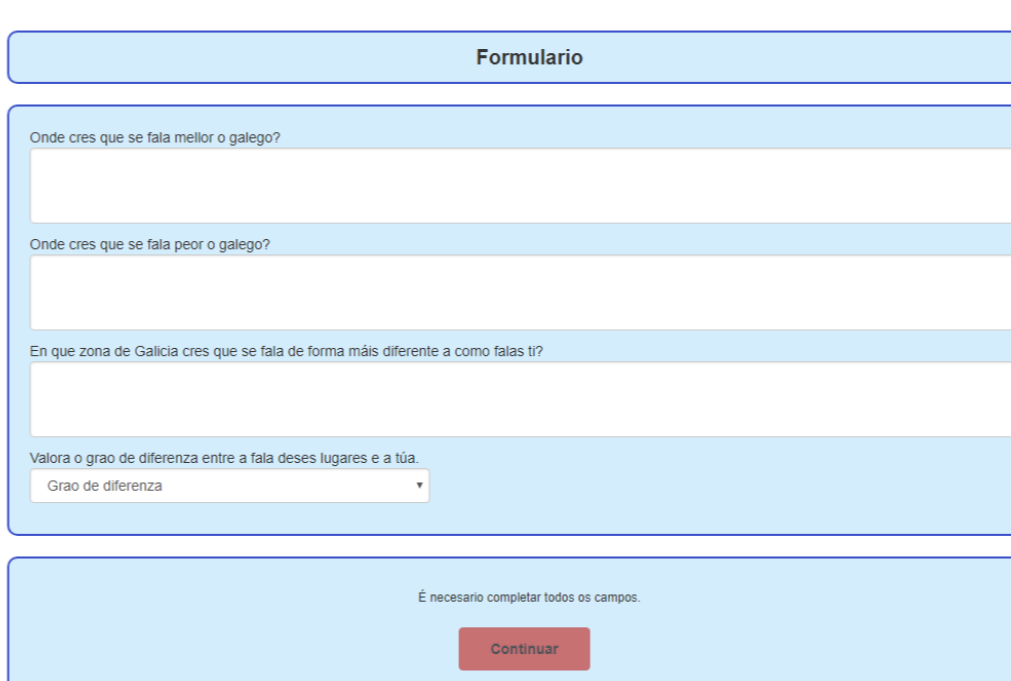 Formulario
Onde cres que se fala mellor o galego?
Onde cres que se fala peor o galego?
En que zona de Galicia cres que se fala de forma máis diferente a como falas ti?
Valora o grao de diferenza entre a fala deses lugares e a túa.
Grao de diferenza
É necesario completar todos os campos.
Continuar